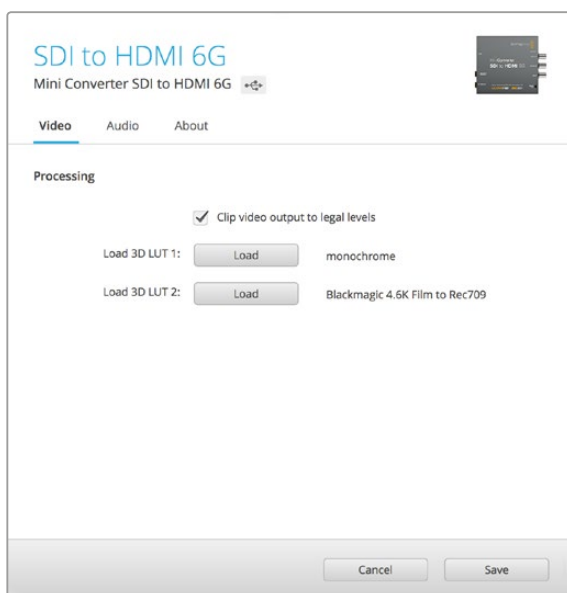 SDI to HDMI 6G
Mini Converter SDI to HDMI 6G
Video Audio About
Processing
Clip video output to legal levels
Load 3D LUT 1: Load monochrome
Load 3D LUT 2: Load Blackmagic 4.6K Film to Rec709
Cancel Save